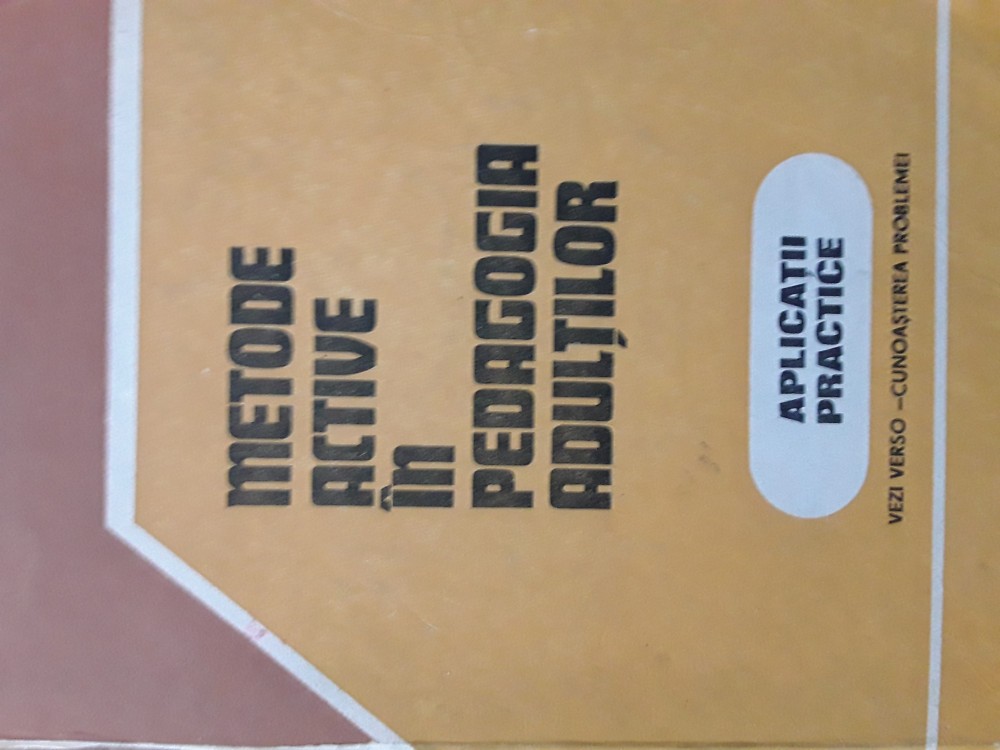 METODE
ACTIVE
în
PEDAGOGIA
ADULȚILOR
APLICAȚII
PRACTICE
VEZI VERSO –CUNOAȘTEREA PROBLEMEI